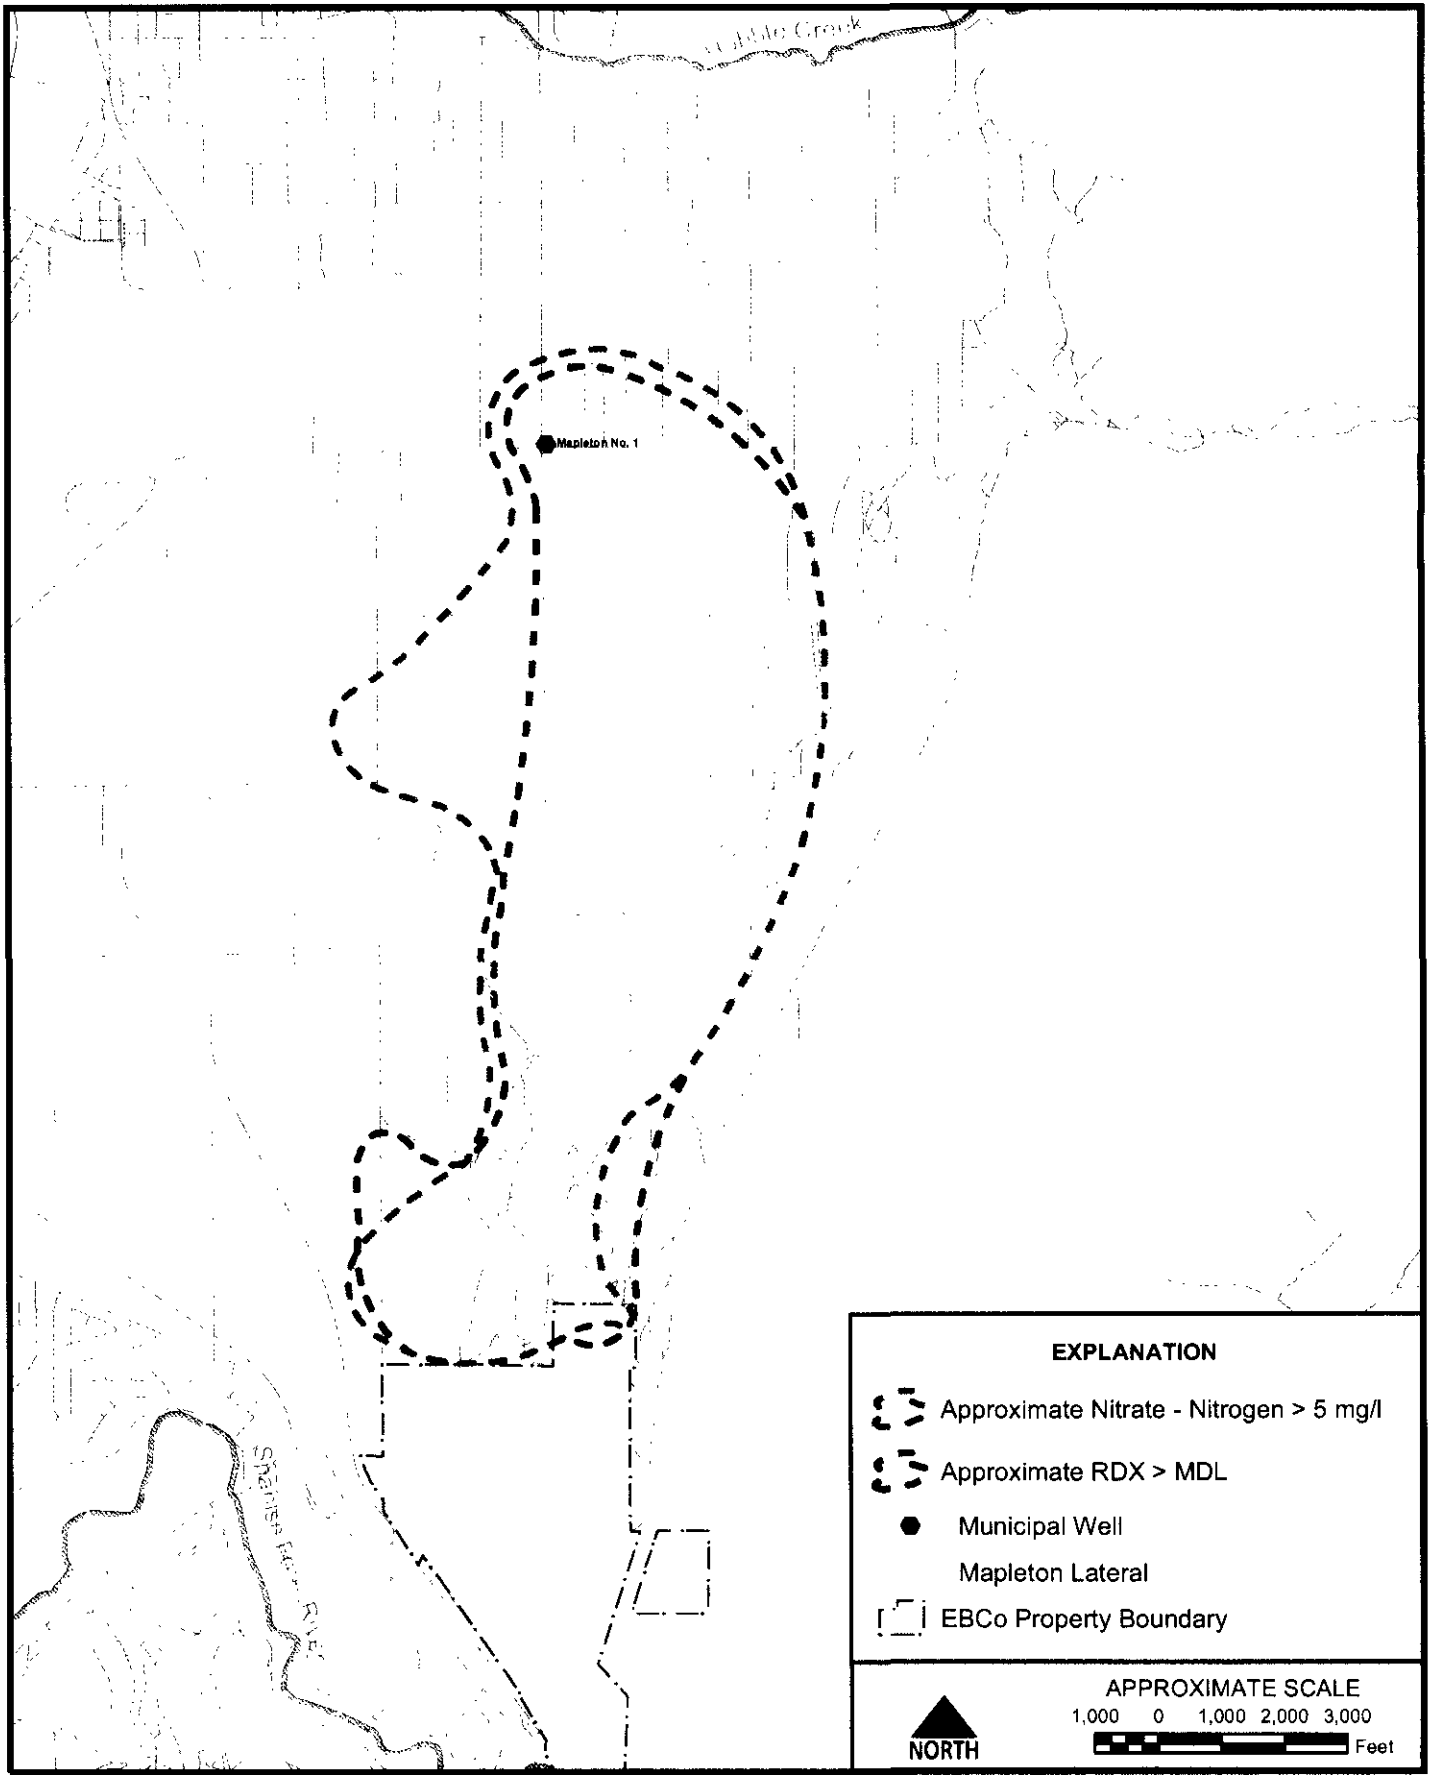 Creek
Mapleton No. 1
EXPLANATION
Approximate Nitrate - Nitrogen > 5 mg/l
Approximate RDX > MDL
Municipal Well
Mapleton Lateral
EBCo Property Boundary
APPROXIMATE SCALE
1,000 0 1,000 2,000 3,000
Feet
NORTH